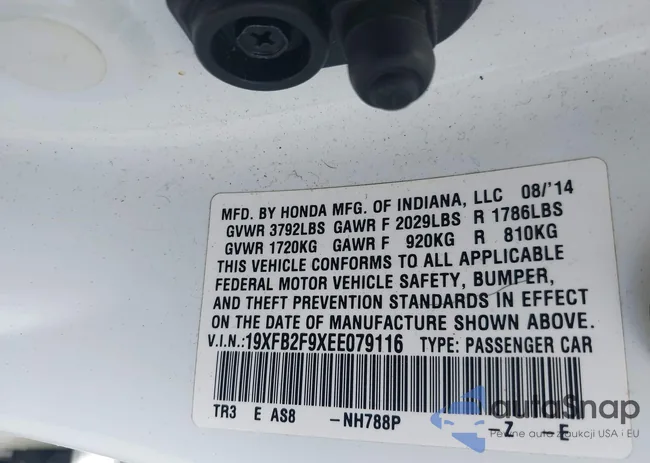 MFD. BY HONDA MFG. OF INDIANA, LLC 08/'14
GVWR 3792LBS GAWR F 2029LBS R 1786LBS
GVWR 1720KG GAWR F 920KG R 810KG
THIS VEHICLE CONFORMS TO ALL APPLICABLE
FEDERAL MOTOR VEHICLE SAFETY, BUMPER,
AND THEFT PREVENTION STANDARDS IN EFFECT
ON THE DATE OF MANUFACTURE SHOWN ABOVE.
V.I.N.:19XFB2F9XEE079116 TYPE: PASSENGER CAR
TR3 E AS8 -NH788P -Z -E
autoSnap
Pewne auto z aukcji USA i EU